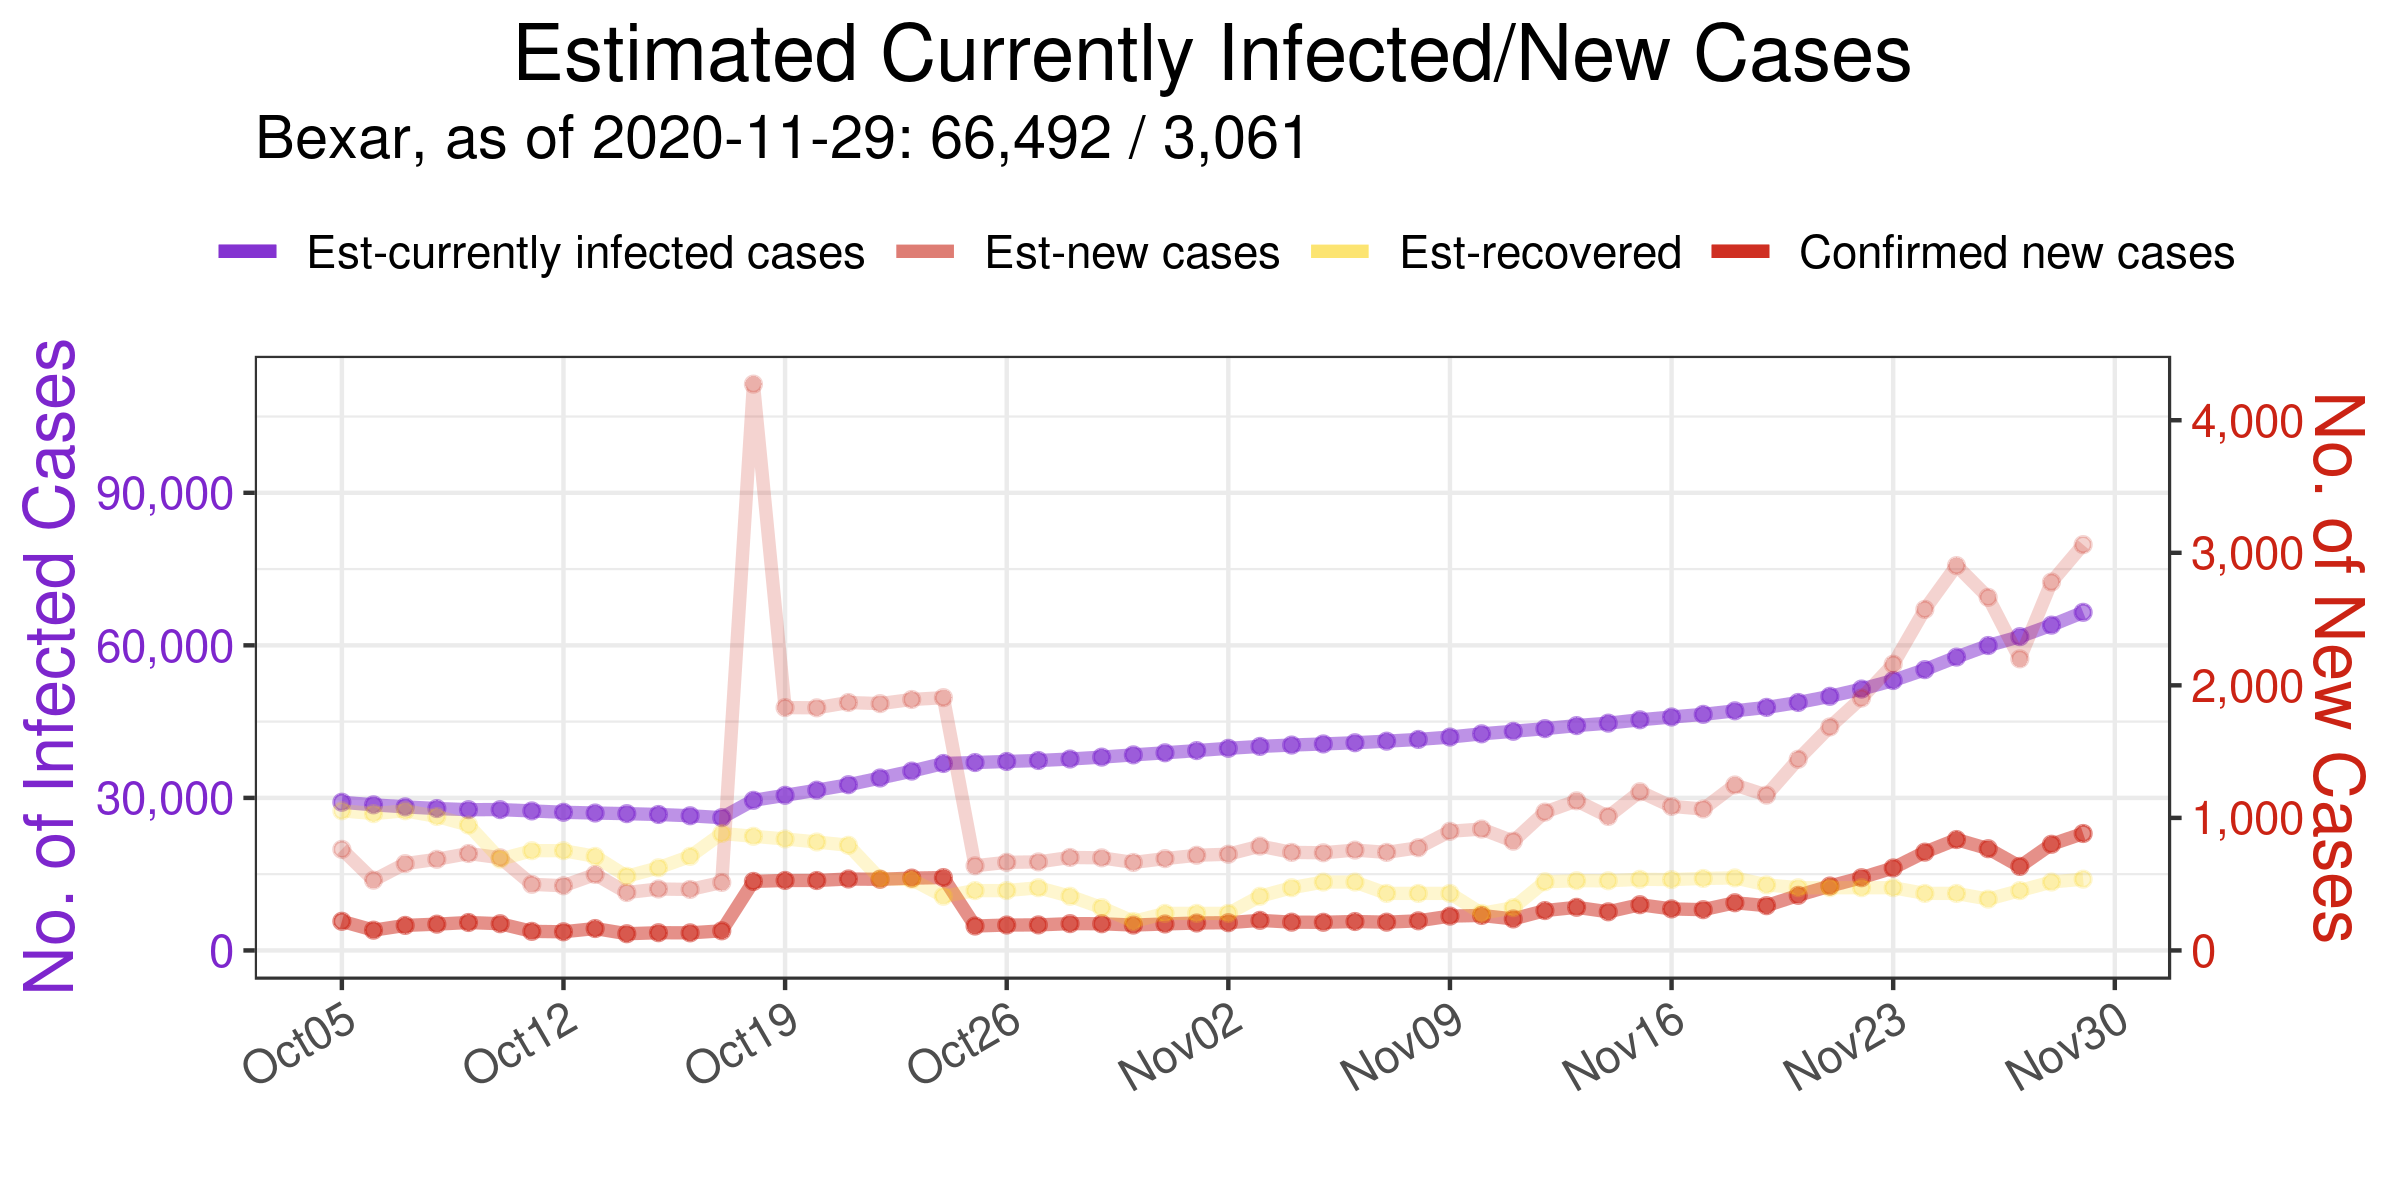 Estimated Currently Infected/New Cases
Bexar, as of 2020-11-29: 66,492 / 3,061
Est-currently infected cases Est-new cases Est-recovered Confirmed new cases
No. of Infected Cases
90,000
60,000
30,000
0
4,000
3,000
2,000
1,000
0
No. of New Cases
Oct05 Oct12 Oct19 Oct26 Nov02 Nov09 Nov16 Nov23 Nov30